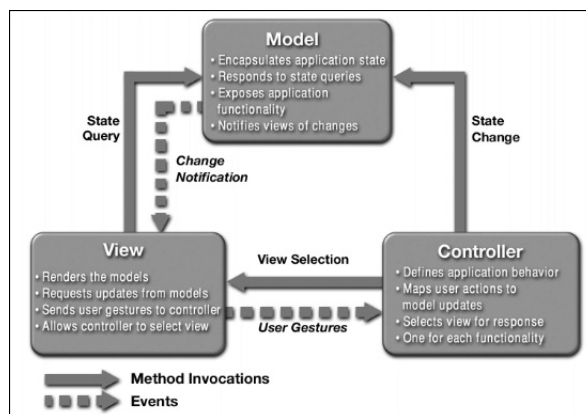 Model
• Encapsulates application state
• Responds to state queries
• Exposes application
functionality
• Notifies views of changes
State
Query
State
Change
Change
Notification
View
• Renders the models
• Requests updates from models
• Sends user gestures to controller
• Allows controller to select view
View Selection
User Gestures
Controller
• Defines application behavior
• Maps user actions to
model updates
• Selects view for response
• One for each functionality
Method Invocations
Events